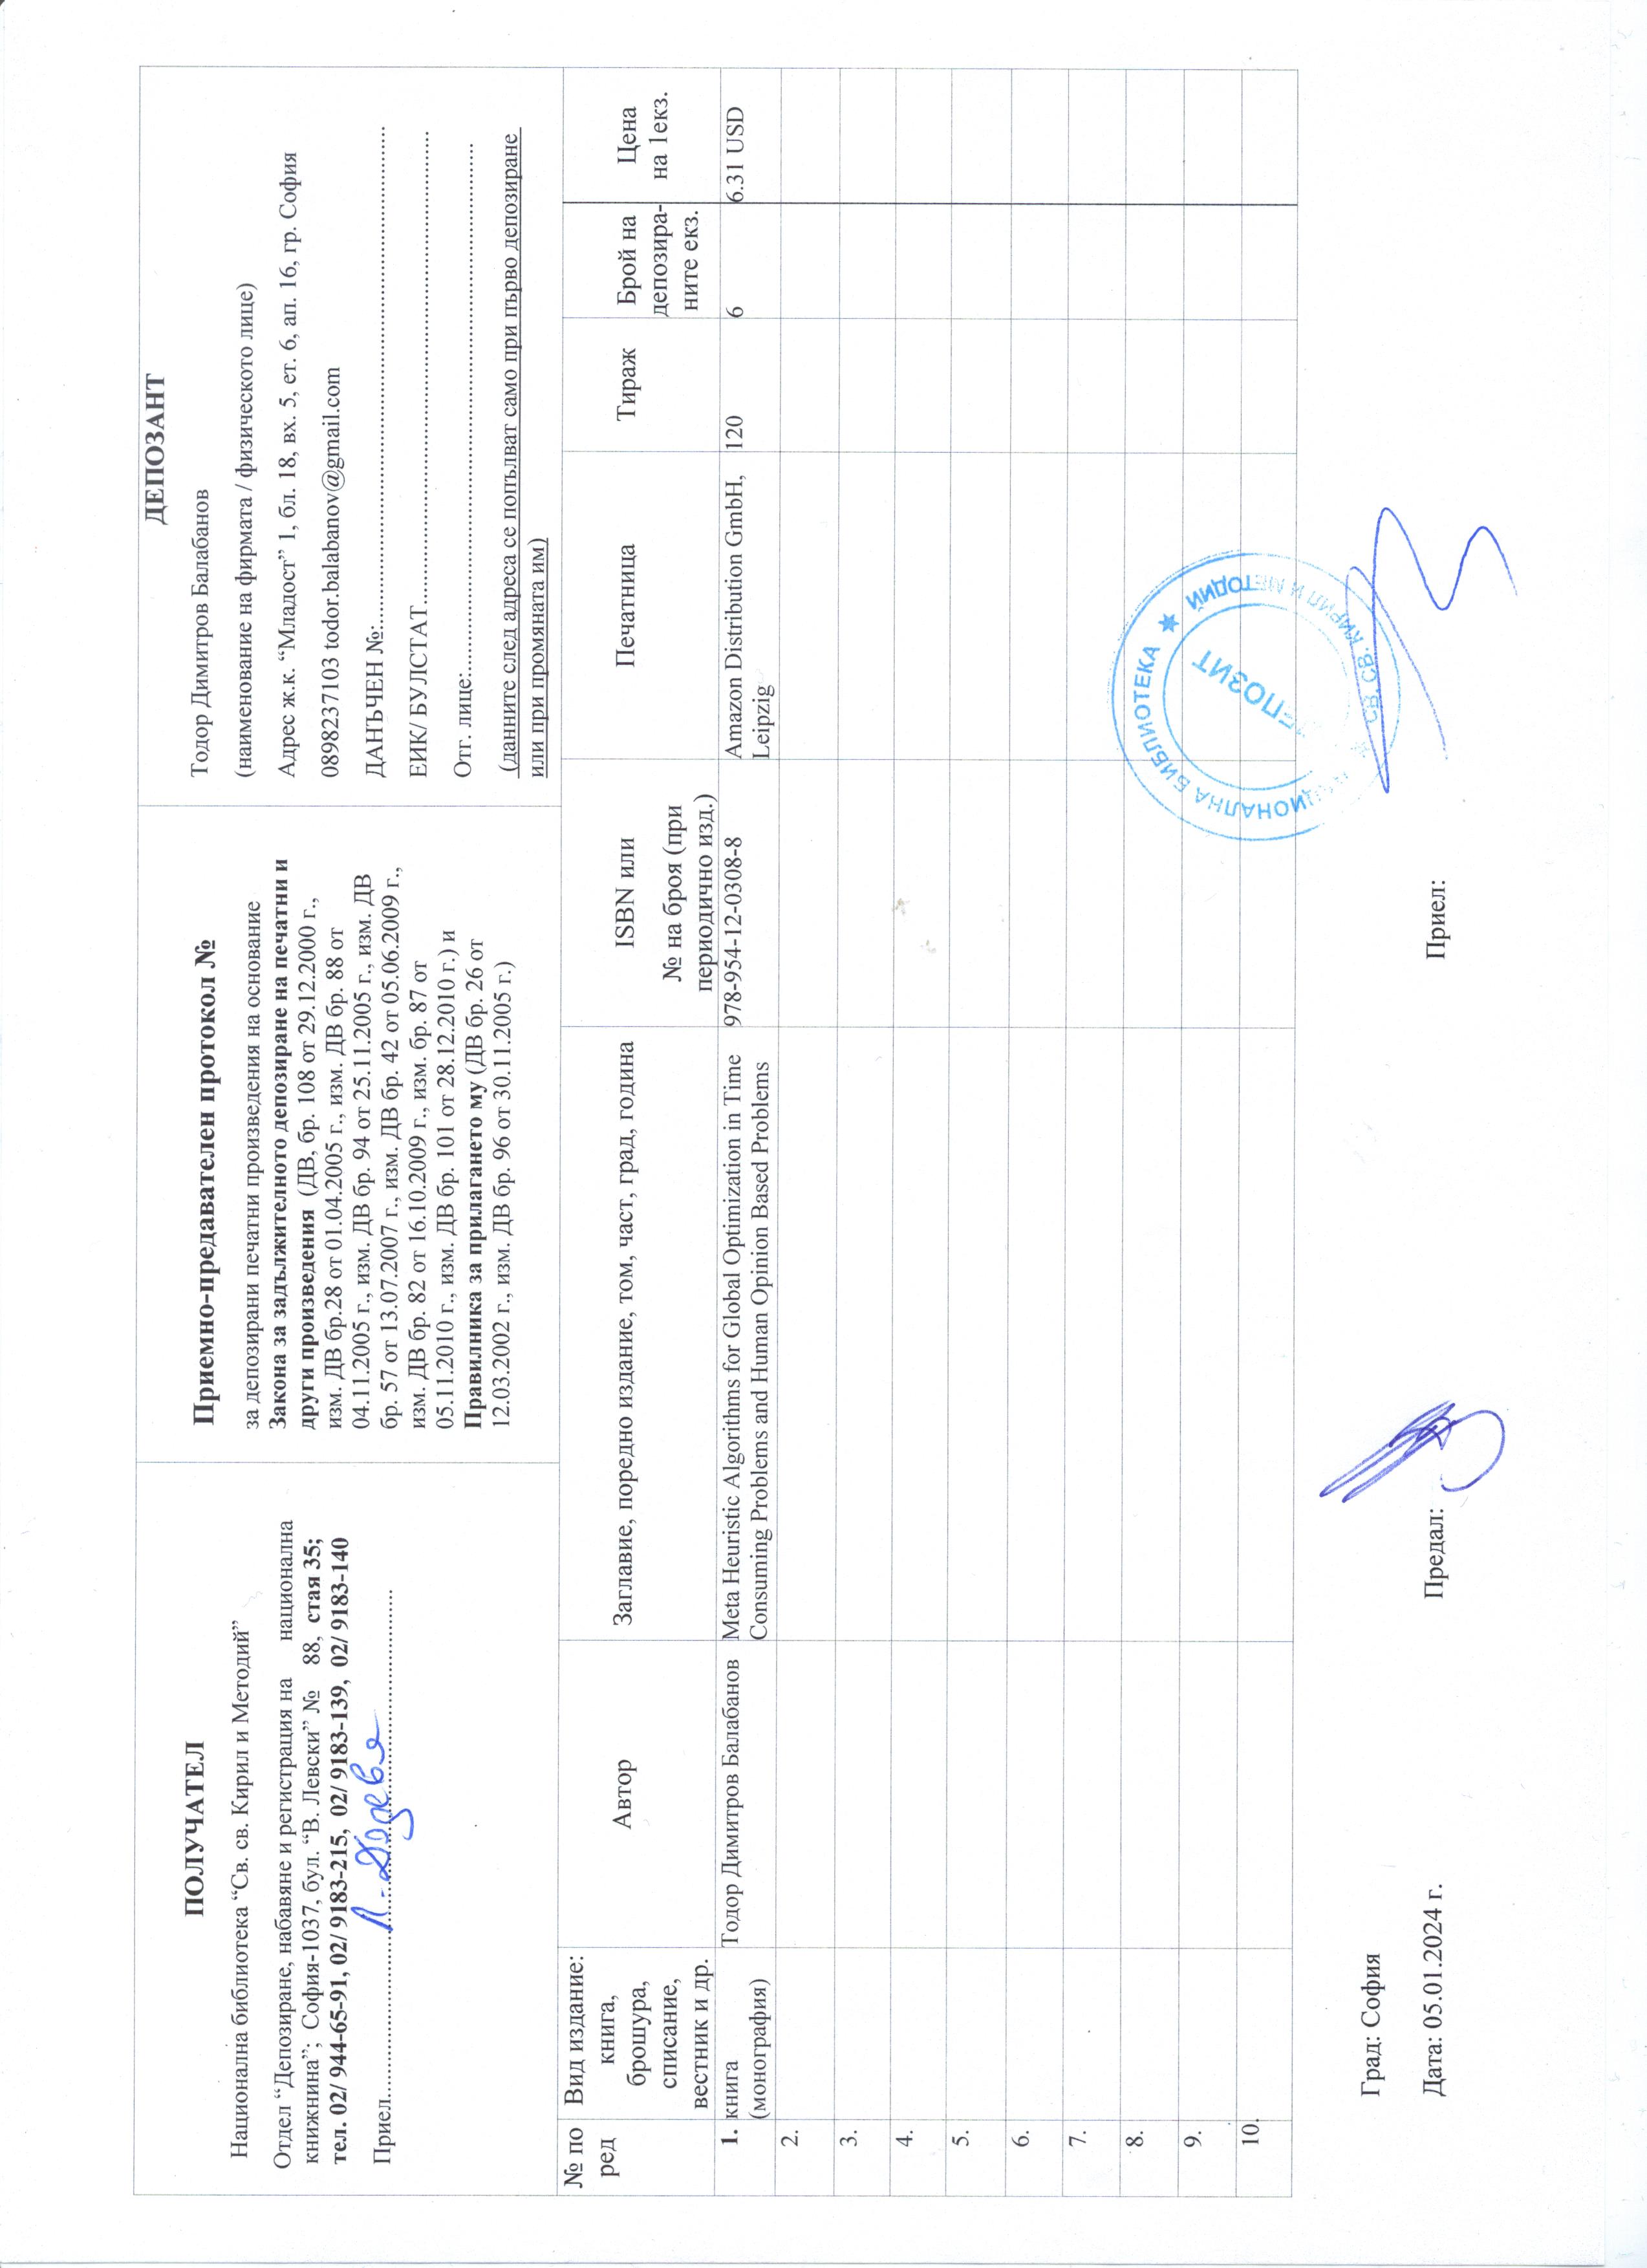 ПОЛУЧАТЕЛ
Национална библиотека “Св. св. Кирил и Методий”
Отдел “Депозиране, набавяне и регистрация на национална
книжнина”; София-1037, бул. “В. Левски” № 88, стая 35;
тел. 02/ 944-65-91, 02/ 9183-215, 02/ 9183-139, 02/ 9183-140
Приел
Приемно-предавателен протокол №
за депозирани печатни произведения на основание
Закона за задължителното депозиране на печатни и
други произведения (ДВ, бр. 108 от 29.12.2000 г.,
изм. ДВ бр.28 от 01.04.2005 г., изм. ДВ бр. 88 от
04.11.2005 г., изм. ДВ бр. 94 от 25.11.2005 г., изм. ДВ
бр. 57 от 13.07.2007 г., изм. ДВ бр. 42 от 05.06.2009 г.,
изм. ДВ бр. 82 от 16.10.2009 г., изм. бр. 87 от
05.11.2010 г., изм. ДВ бр. 101 от 28.12.2010 г.) и
Правилника за прилагането му (ДВ бр. 26 от
12.03.2002 г., изм. ДВ бр. 96 от 30.11.2005 г.)
ДЕПОЗАНТ
Тодор Димитров Балабанов
(наименование на фирмата / физическото лице)
Адрес ж.к. “Младост” 1, бл. 18, вх. 5, ет. 6, ап. 16, гр. София
0898237103 todor.balabanov@gmail.com
ДАНЪЧЕН №:
ЕИК/ БУЛСТАТ
Отг. лице:
(данните след адреса се попълват само при първо депозиране
или при промяната им)
№ по
ред
Вид издание:
книга,
брошура,
списание,
вестник и др.
Автор
Заглавие, поредно издание, том, част, град, година
ISBN или
№ на броя (при
периодично изд.)
Печатница
Тираж
Брой на
депозира-
ните екз.
Цена
на 1екз.
1.
книга
(монография)
Тодор Димитров Балабанов
Meta Heuristic Algorithms for Global Optimization in Time
Consuming Problems and Human Opinion Based Problems
978-954-12-0308-8
Amazon Distribution GmbH,
Leipzig
120
6
6.31 USD
2.
3.
4.
5.
6.
7.
8.
9.
10.
НАЦИОНАЛНА БИБЛИОТЕКА ★ СВ. СВ. КИРИЛ И МЕТОДИЙ
ДЕПОЗИТ
Град: София
Дата: 05.01.2024 г.
Предал:
Приел: